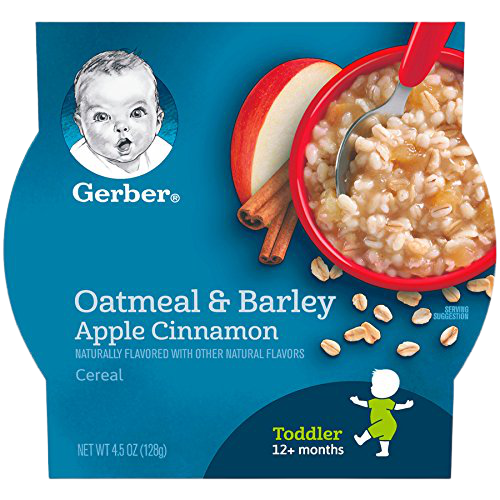 Gerber®
Oatmeal & Barley
Apple Cinnamon
NATURALLY FLAVORED WITH OTHER NATURAL FLAVORS
Cereal
SERVING
SUGGESTION
Toddler
12+ months
NET WT 4.5 OZ (128g)